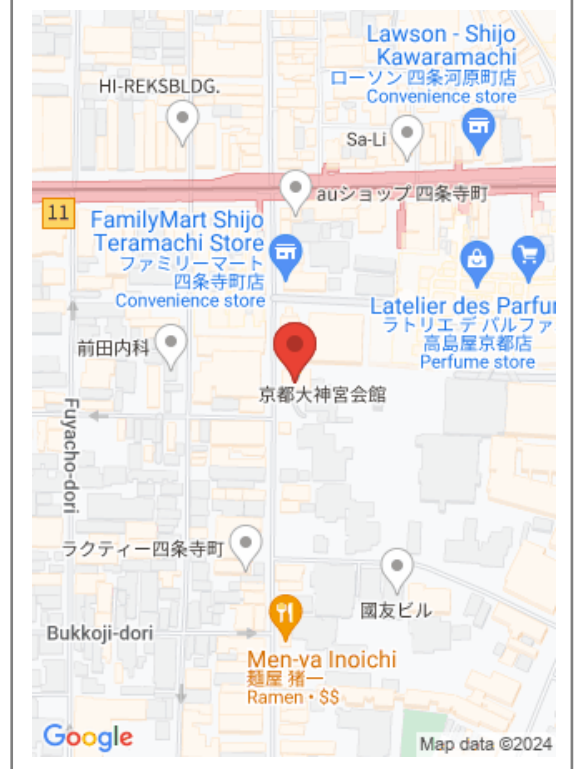 Lawson - Shijo
Kawaramachi
ローソン 四条河原町店
Convenience store
HI-REKSBLDG.
Sa-Li
auショップ 四条寺町
11
FamilyMart Shijo
Teramachi Store
ファミリーマート
四条寺町店
Convenience store
Latelier des Parfu
ラトリエ デ パルファ
高島屋京都店
Perfume store
前田内科
京都大神宮会館
Fuyacho-dori
ラクティー四条寺町
國友ビル
Bukkoji-dori
Men-va Inoichi
麺屋 猪一
Ramen • $$
Google
Map data ©2024